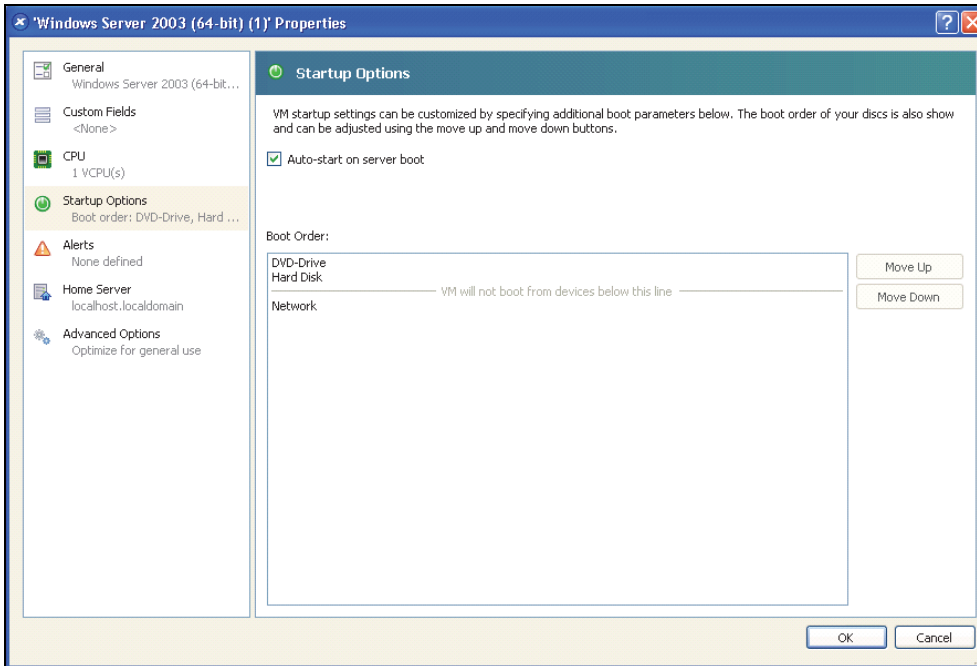 'Windows Server 2003 (64-bit) (1)' Properties
General
Windows Server 2003 (64-bit...
Custom Fields
<None>
CPU
1 VCPU(s)
Startup Options
Boot order: DVD-Drive, Hard ...
Alerts
None defined
Home Server
localhost.localdomain
Advanced Options
Optimize for general use
Startup Options
VM startup settings can be customized by specifying additional boot parameters below. The boot order of your discs is also show
and can be adjusted using the move up and move down buttons.
Auto-start on server boot
Boot Order:
DVD-Drive
Hard Disk
VM will not boot from devices below this line
Network
Move Up
Move Down
OK
Cancel